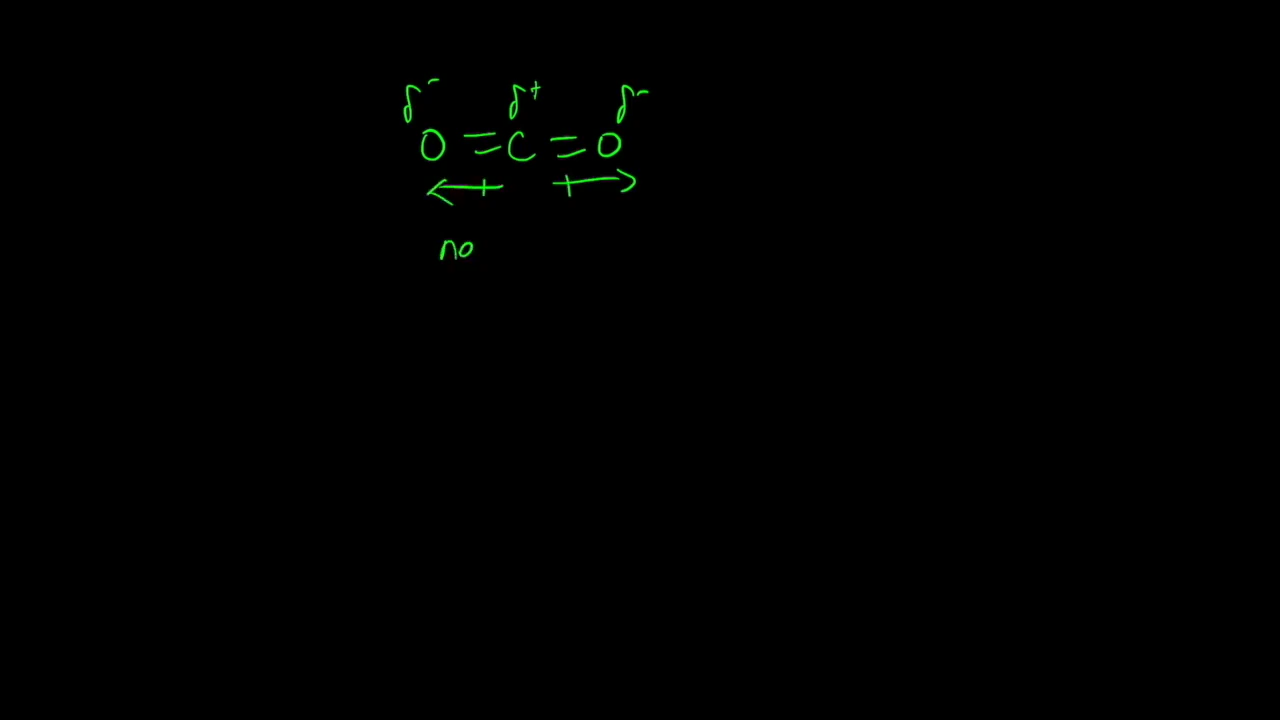 δ⁻ δ⁺ δ⁻
O = C = O
no